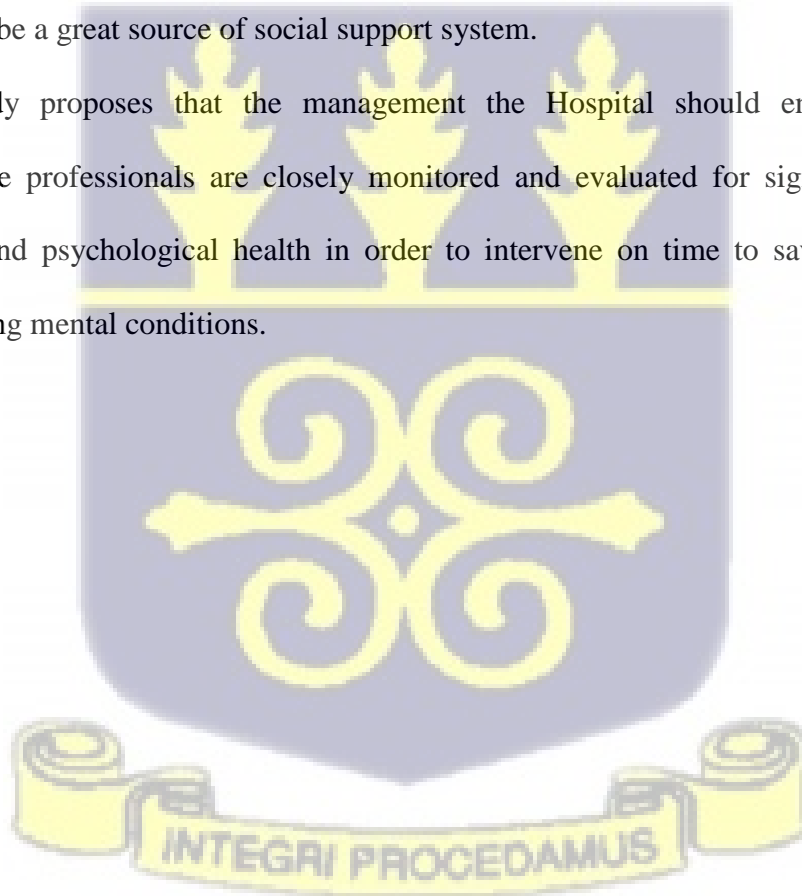 be a great source of social support system.
ly proposes that the management the Hospital should en
e professionals are closely monitored and evaluated for sig
nd psychological health in order to intervene on time to sa
ng mental conditions.
INTEGRI PROCEDAMUS